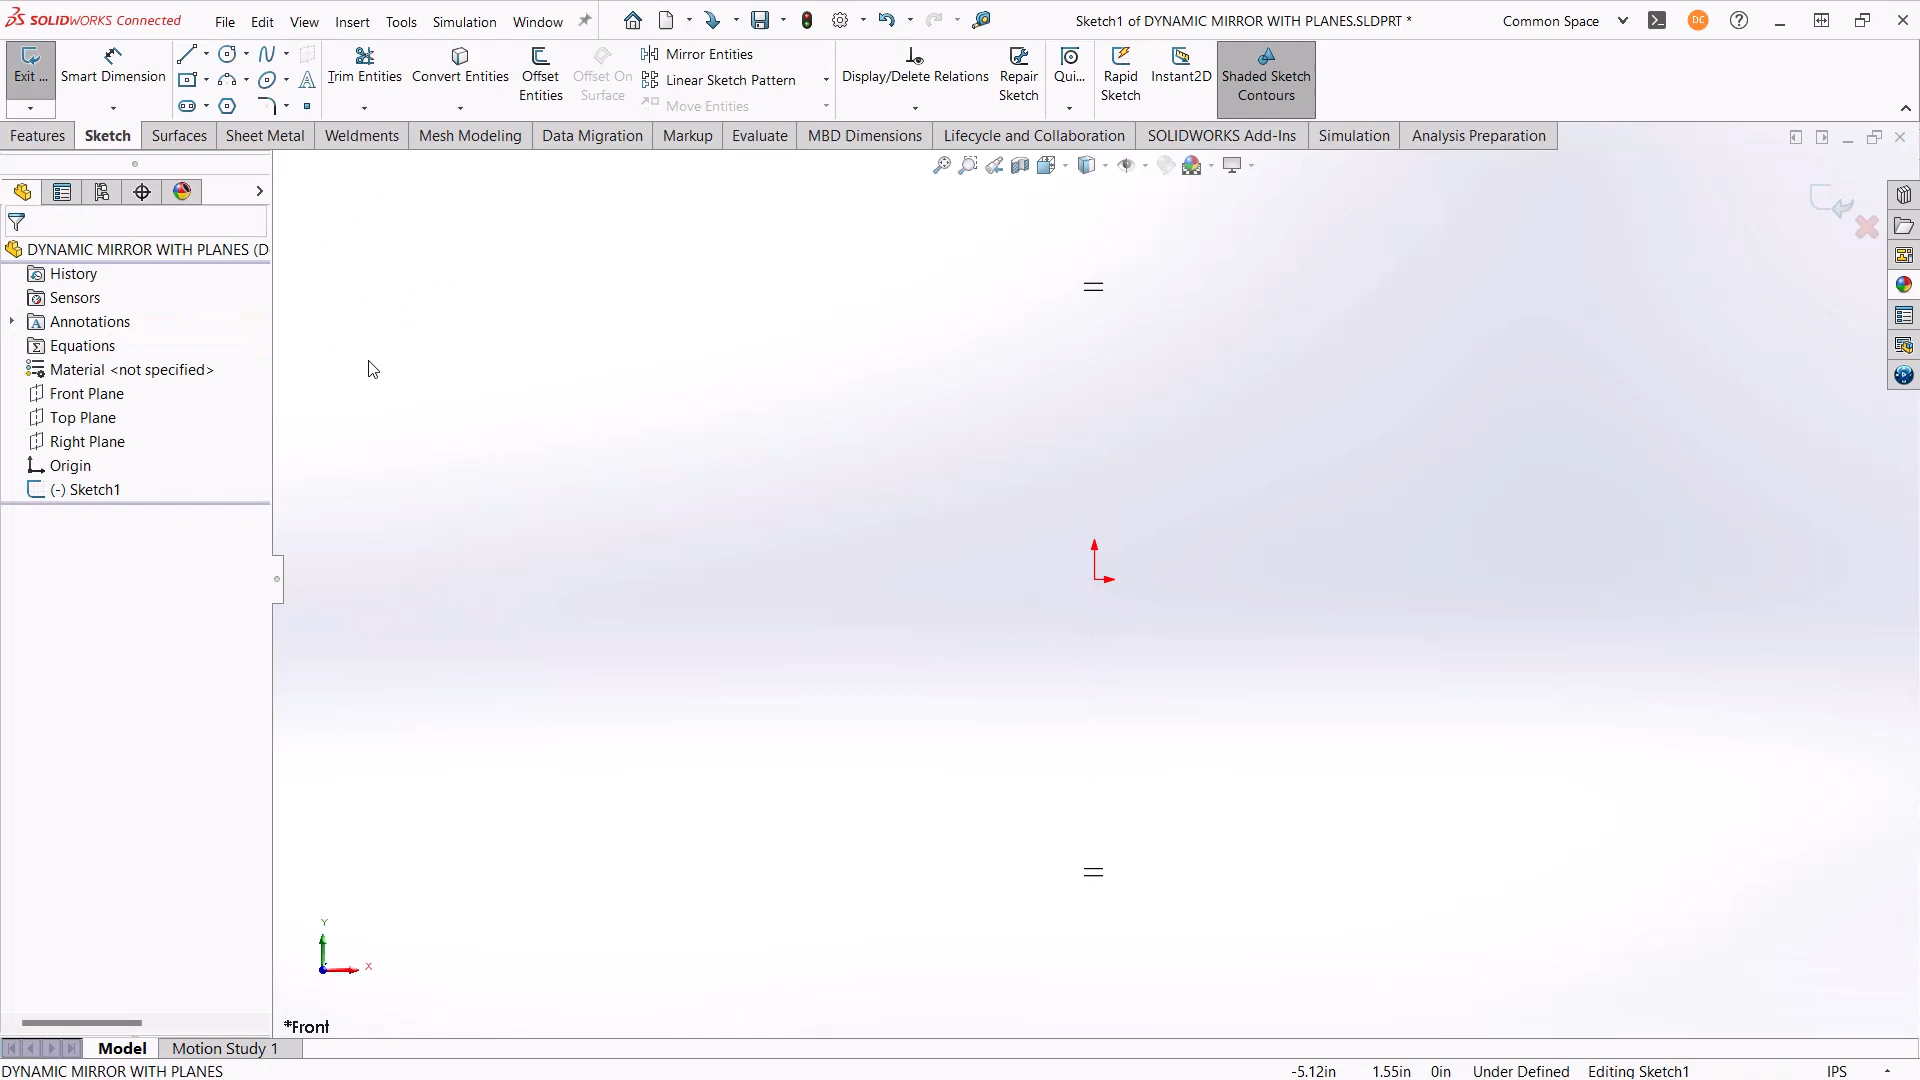 SOLIDWORKS Connected
File
Edit
View
Insert
Tools
Simulation
Window
Sketch1 of DYNAMIC MIRROR WITH PLANES.SLDPRT *
Common Space
DC
Exit ...
Smart Dimension
Trim Entities
Convert Entities
Offset Entities
Offset On Surface
Mirror Entities
Linear Sketch Pattern
Move Entities
Display/Delete Relations
Repair Sketch
Qui...
Rapid Sketch
Instant2D
Shaded Sketch Contours
Features
Sketch
Surfaces
Sheet Metal
Weldments
Mesh Modeling
Data Migration
Markup
Evaluate
MBD Dimensions
Lifecycle and Collaboration
SOLIDWORKS Add-Ins
Simulation
Analysis Preparation
DYNAMIC MIRROR WITH PLANES (D
History
Sensors
Annotations
Equations
Material <not specified>
Front Plane
Top Plane
Right Plane
Origin
(-) Sketch1
Y
X
*Front
Model
Motion Study 1
DYNAMIC MIRROR WITH PLANES
-5.12in
1.55in
0in
Under Defined
Editing Sketch1
IPS